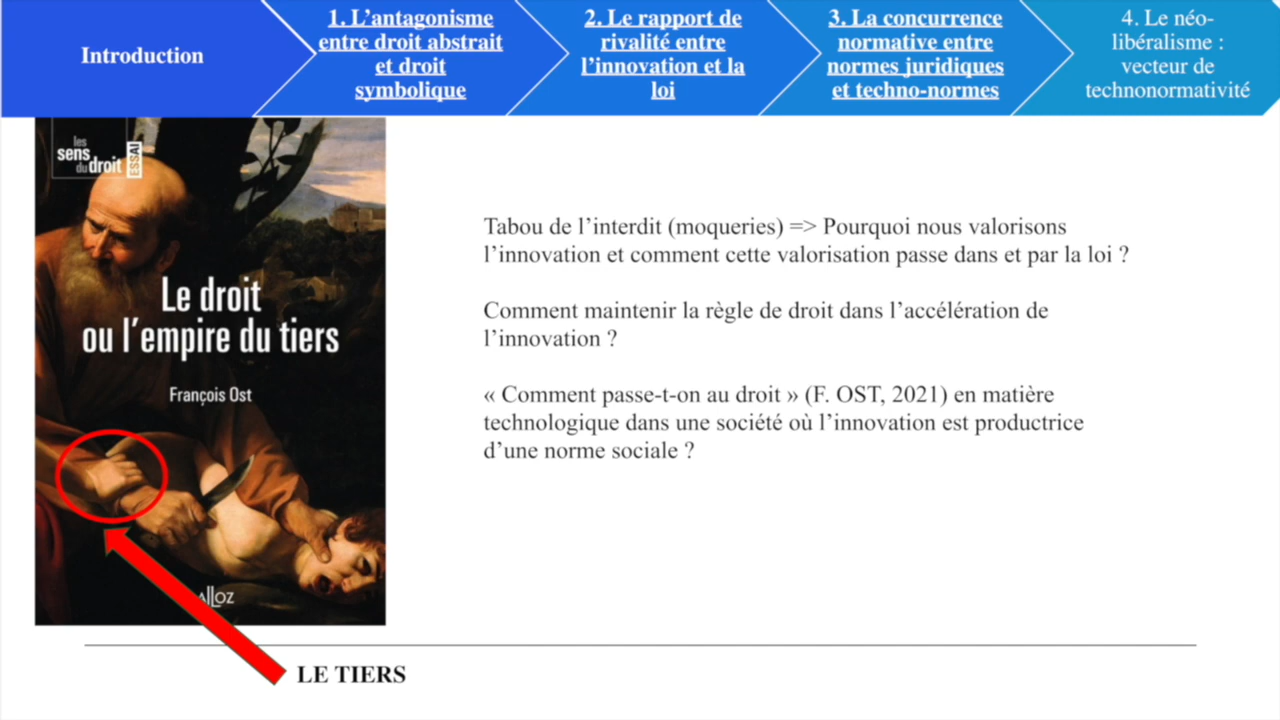 Introduction
1. L’antagonisme
entre droit abstrait
et droit
symbolique
2. Le rapport de
rivalité entre
l’innovation et la
loi
3. La concurrence
normative entre
normes juridiques
et techno-normes
4. Le néo-
libéralisme :
vecteur de
technonormativité
les
sens
du droit
ESSAI
Le droit
ou l’empire du tiers
François Ost
Tabou de l’interdit (moqueries) => Pourquoi nous valorisons
l’innovation et comment cette valorisation passe dans et par la loi ?
Comment maintenir la règle de droit dans l’accélération de
l’innovation ?
« Comment passe-t-on au droit » (F. OST, 2021) en matière
technologique dans une société où l’innovation est productrice
d’une norme sociale ?
LE TIERS